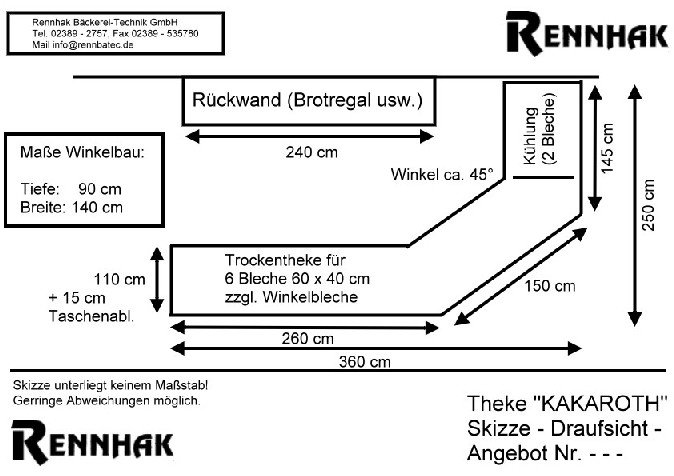 Rennhak Bäckerei-Technik GmbH
Tel. 02389 - 2757, Fax 02389 - 535780
Mail info@rennbatec.de
RENNHAK
Rückwand (Brotregal usw.)
240 cm
Kühlung
(2 Bleche)
145 cm
250 cm
Maße Winkelbau:
Tiefe: 90 cm
Breite: 140 cm
Winkel ca. 45°
110 cm
+ 15 cm
Taschenabl.
Trockentheke für
6 Bleche 60 x 40 cm
zzgl. Winkelbleche
150 cm
260 cm
360 cm
Skizze unterliegt keinem Maßstab!
Gerringe Abweichungen möglich.
RENNHAK
Theke "KAKAROTH"
Skizze - Draufsicht -
Angebot Nr. - - -